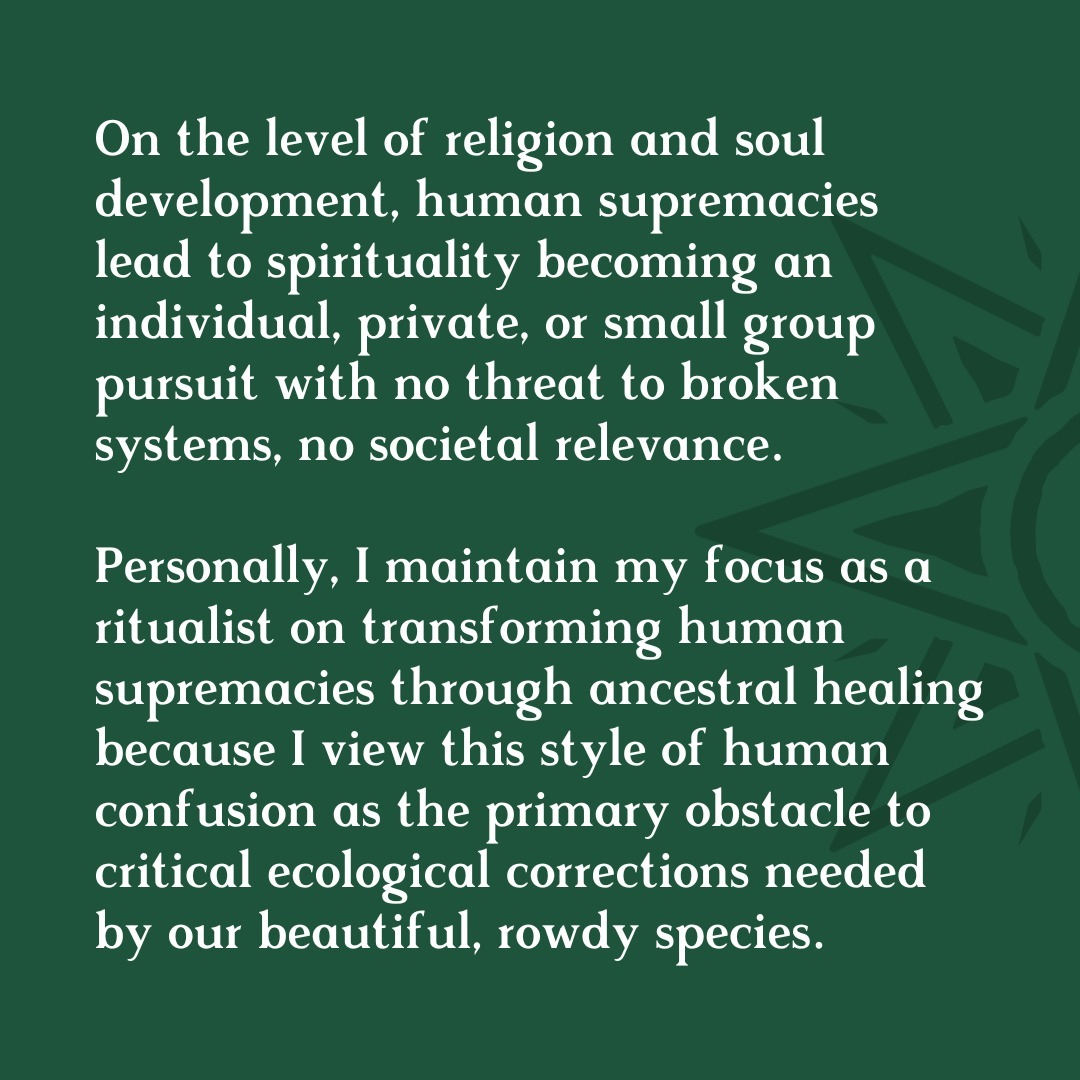 On the level of religion and soul
development, human supremacies
lead to spirituality becoming an
individual, private, or small group
pursuit with no threat to broken
systems, no societal relevance.
Personally, I maintain my focus as a
ritualist on transforming human
supremacies through ancestral healing
because I view this style of human
confusion as the primary obstacle to
critical ecological corrections needed
by our beautiful, rowdy species.